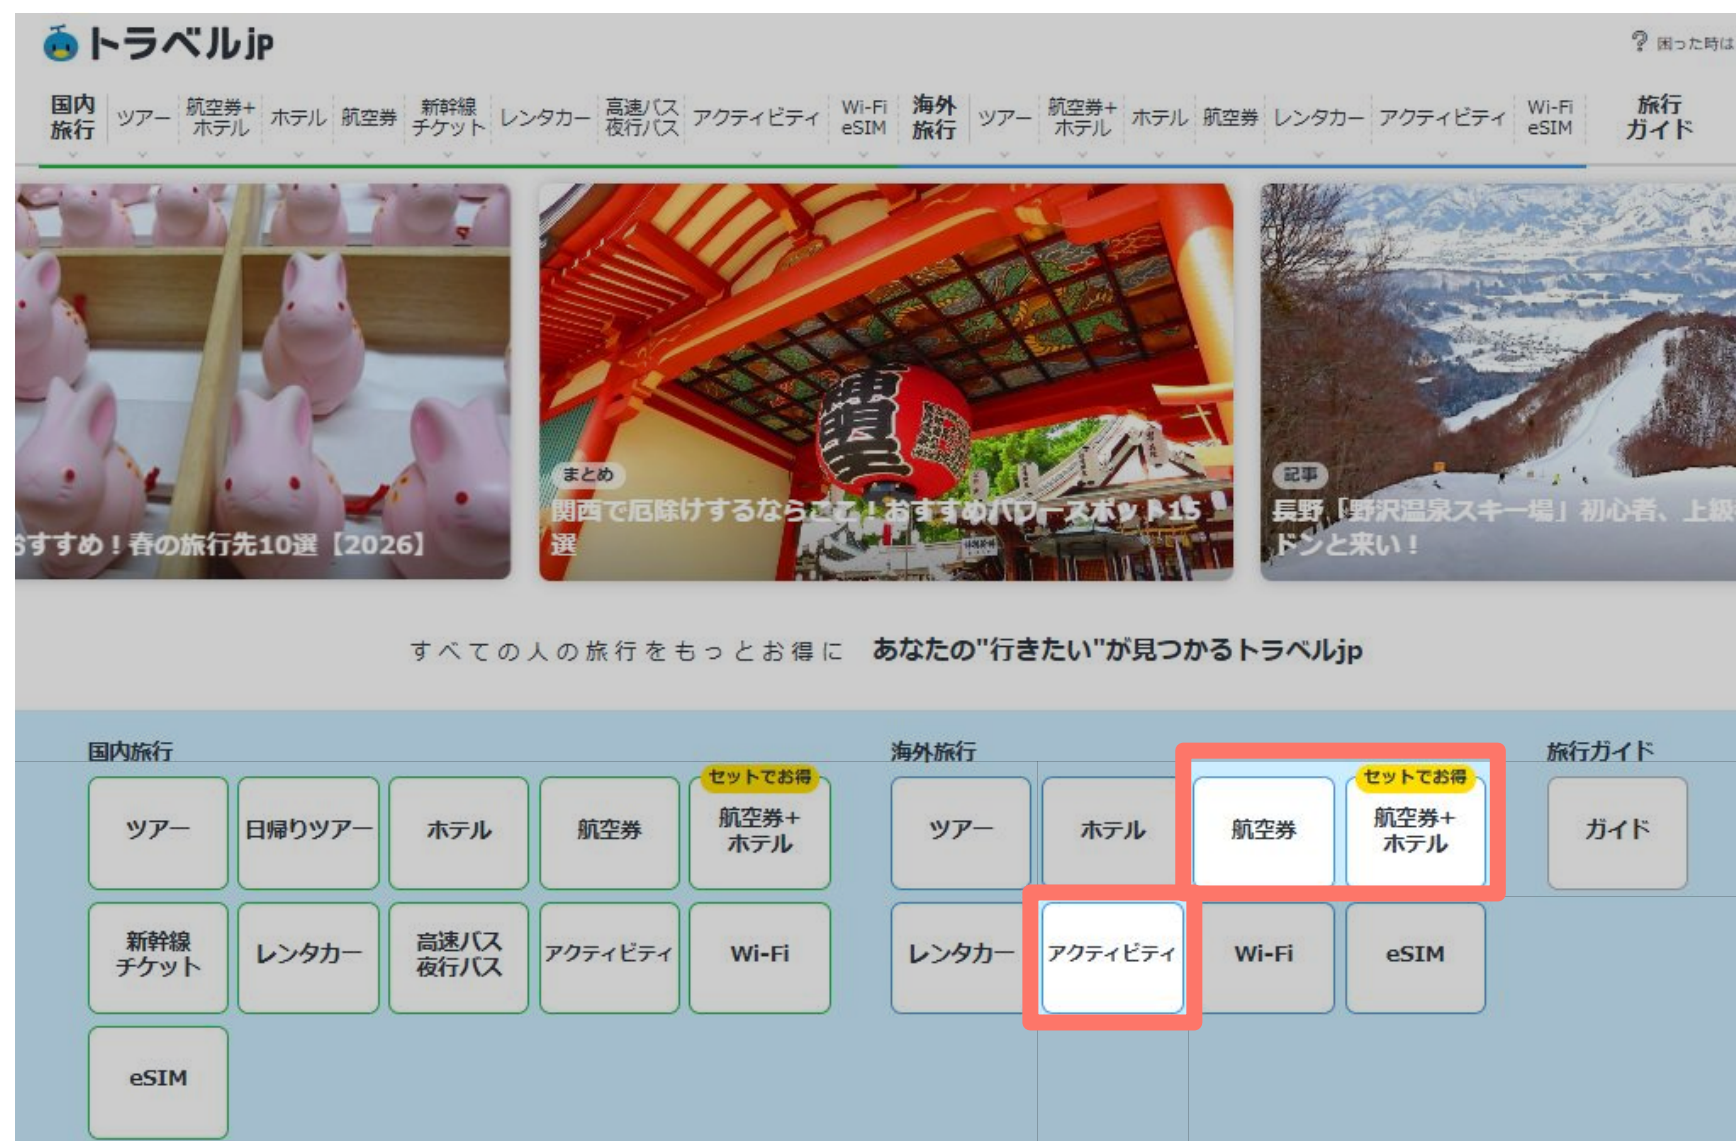 トラベルjp
? 困った時は
国内
旅行
ツアー
航空券+
ホテル
ホテル
航空券
新幹線
チケット
レンタカー
高速バス
夜行バス
アクティビティ
Wi-Fi
eSIM
海外
旅行
ツアー
航空券+
ホテル
ホテル
航空券
レンタカー
アクティビティ
Wi-Fi
eSIM
旅行
ガイド
おすすめ!春の旅行先10選【2026】
まとめ
関西で厄除けするならここ!おすすめパワースポット15
選
記事
長野「野沢温泉スキー場」初心者、上級
ドンと来い!
すべての人の旅行をもっとお得に あなたの"行きたい"が見つかるトラベルjp
国内旅行
ツアー
日帰りツアー
ホテル
航空券
セットでお得
航空券+
ホテル
新幹線
チケット
レンタカー
高速バス
夜行バス
アクティビティ
Wi-Fi
eSIM
海外旅行
ツアー
ホテル
航空券
セットでお得
航空券+
ホテル
レンタカー
アクティビティ
Wi-Fi
eSIM
旅行ガイド
ガイド